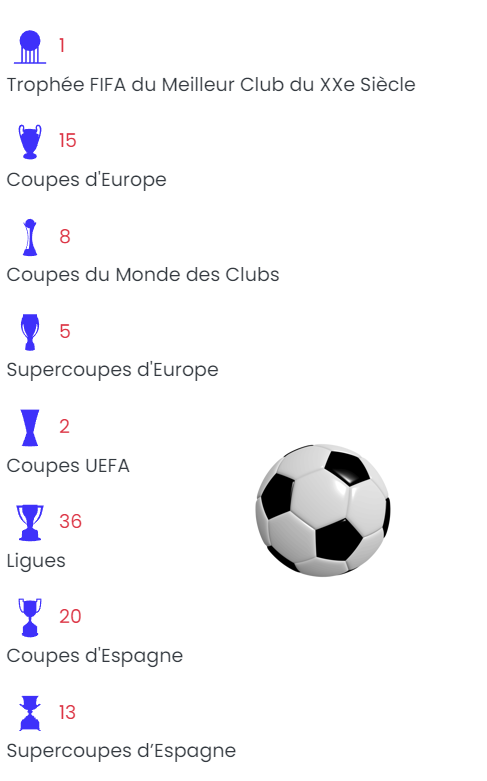 1
Trophée FIFA du Meilleur Club du XXe Siècle
15
Coupes d'Europe
8
Coupes du Monde des Clubs
5
Supercoupes d'Europe
2
Coupes UEFA
36
Ligues
20
Coupes d'Espagne
13
Supercoupes d’Espagne